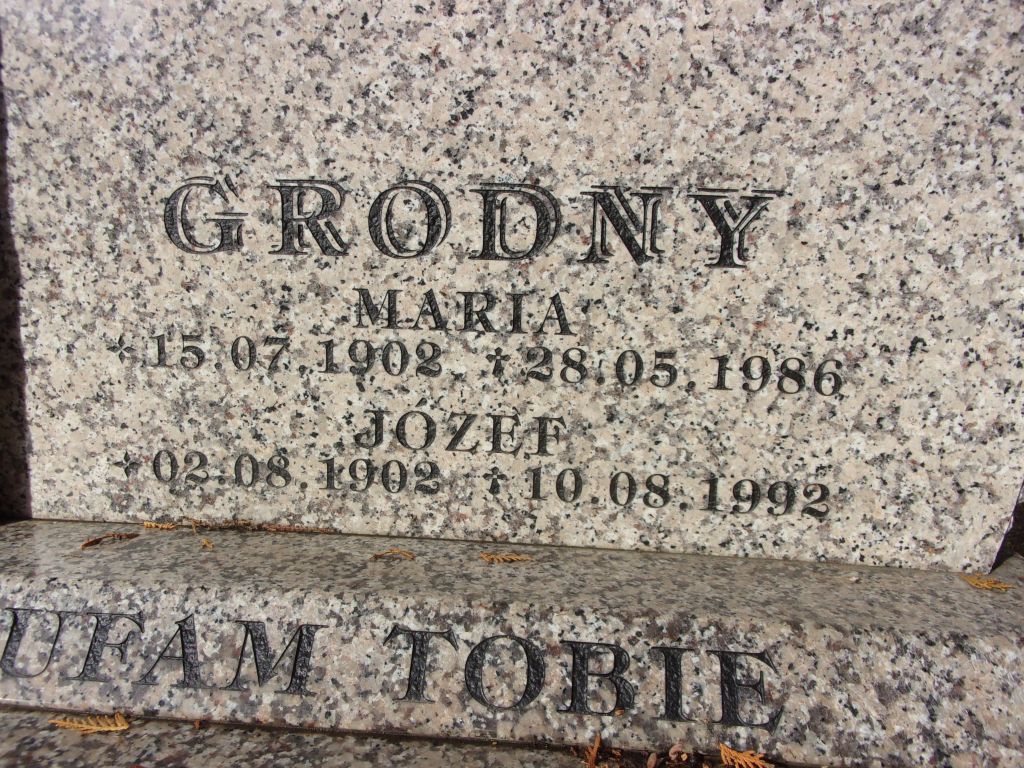 GRODNY
MARIA
*15.07.1902 †28.05.1986
JÓZEF
*02.08.1902 †10.08.1992
UFAM TOBIE